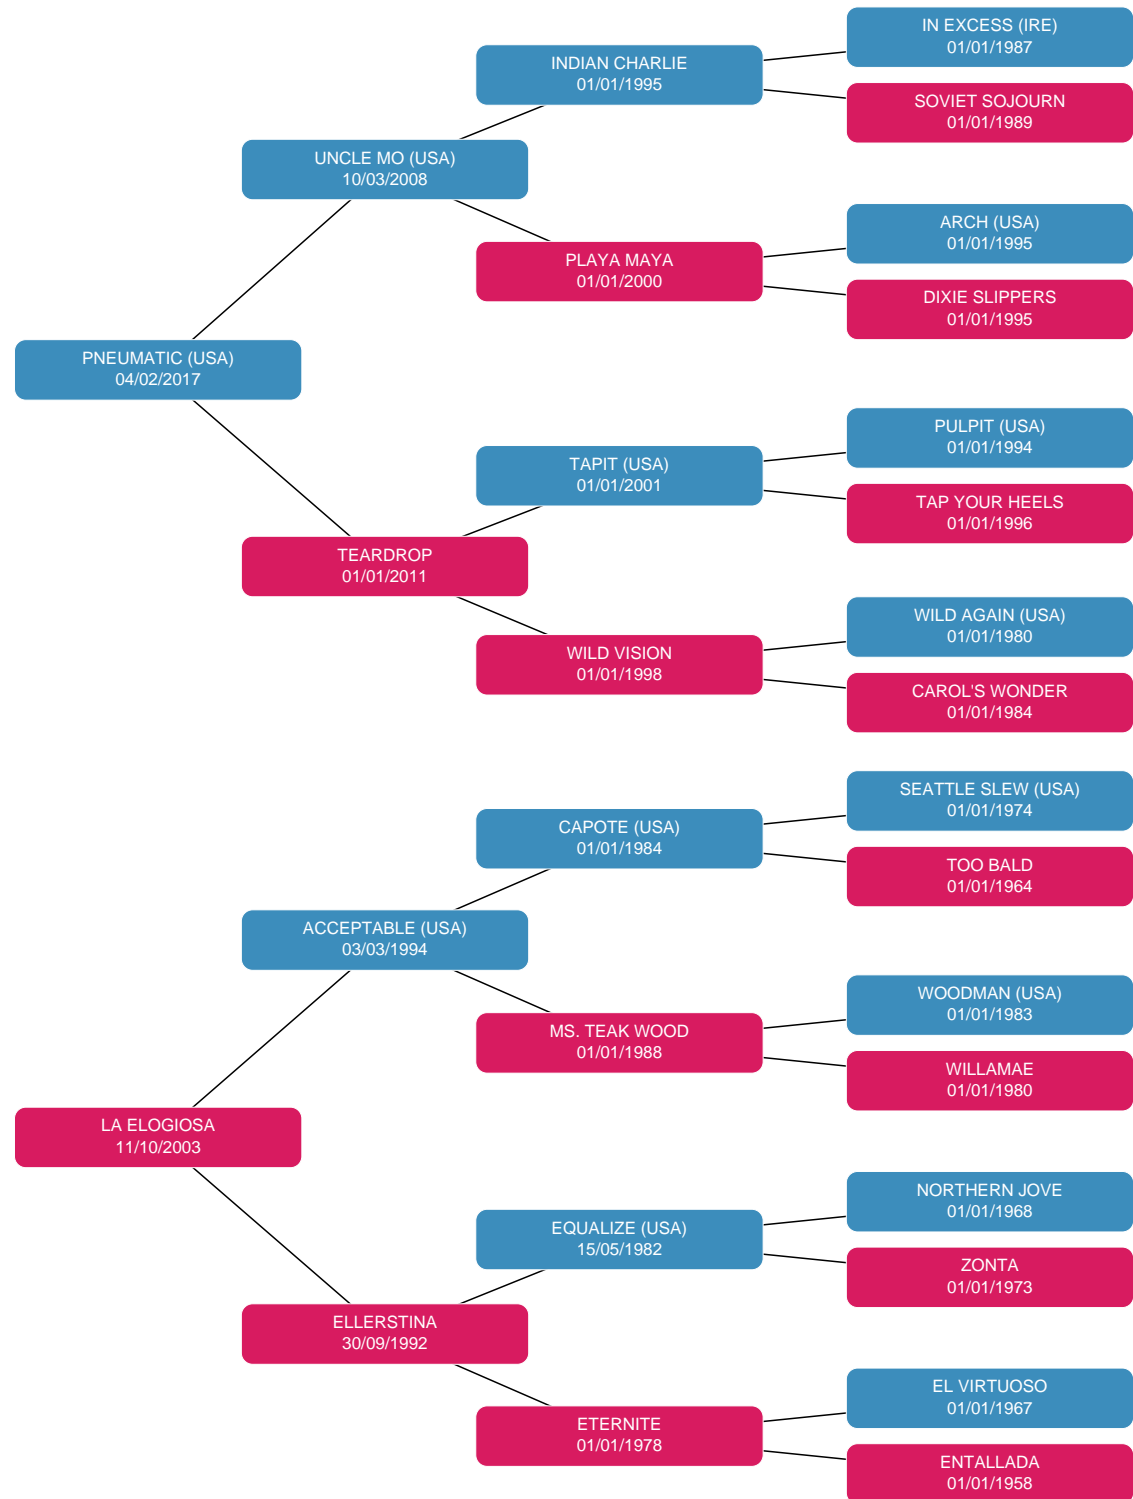 IN EXCESS (IRE)
01/01/1987
INDIAN CHARLIE
01/01/1995
SOVIET SOJOURN
01/01/1989
UNCLE MO (USA)
10/03/2008
ARCH (USA)
01/01/1995
PLAYA MAYA
01/01/2000
DIXIE SLIPPERS
01/01/1995
PNEUMATIC (USA)
04/02/2017
PULPIT (USA)
01/01/1994
TAPIT (USA)
01/01/2001
TAP YOUR HEELS
01/01/1996
TEARDROP
01/01/2011
WILD AGAIN (USA)
01/01/1980
WILD VISION
01/01/1998
CAROL'S WONDER
01/01/1984
SEATTLE SLEW (USA)
01/01/1974
CAPOTE (USA)
01/01/1984
TOO BALD
01/01/1964
ACCEPTABLE (USA)
03/03/1994
WOODMAN (USA)
01/01/1983
MS. TEAK WOOD
01/01/1988
WILLAMAE
01/01/1980
LA ELOGIOSA
11/10/2003
NORTHERN JOVE
01/01/1968
EQUALIZE (USA)
15/05/1982
ZONTA
01/01/1973
ELLERSTINA
30/09/1992
EL VIRTUOSO
01/01/1967
ETERNITE
01/01/1978
ENTALLADA
01/01/1958